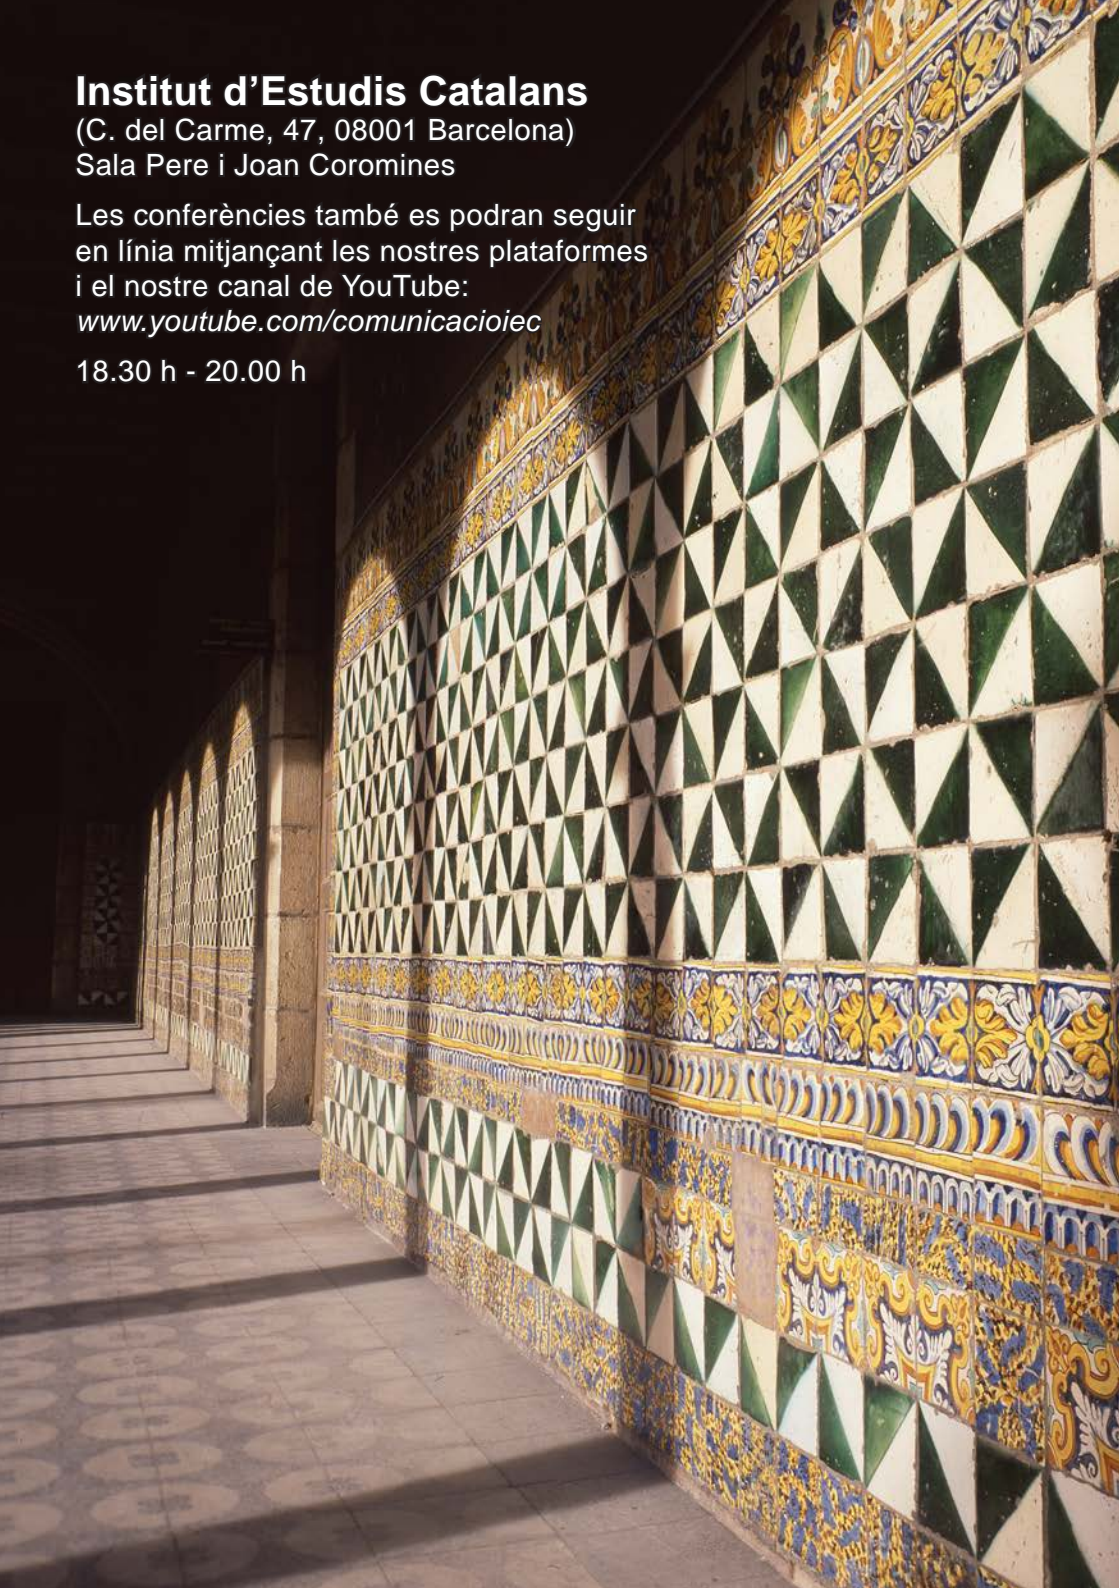 Institut d’Estudis Catalans
(C. del Carme, 47, 08001 Barcelona)
Sala Pere i Joan Coromines
Les conferències també es podran seguir
en línia mitjançant les nostres plataformes
i el nostre canal de YouTube:
www.youtube.com/comunicacioiec
18.30 h - 20.00 h